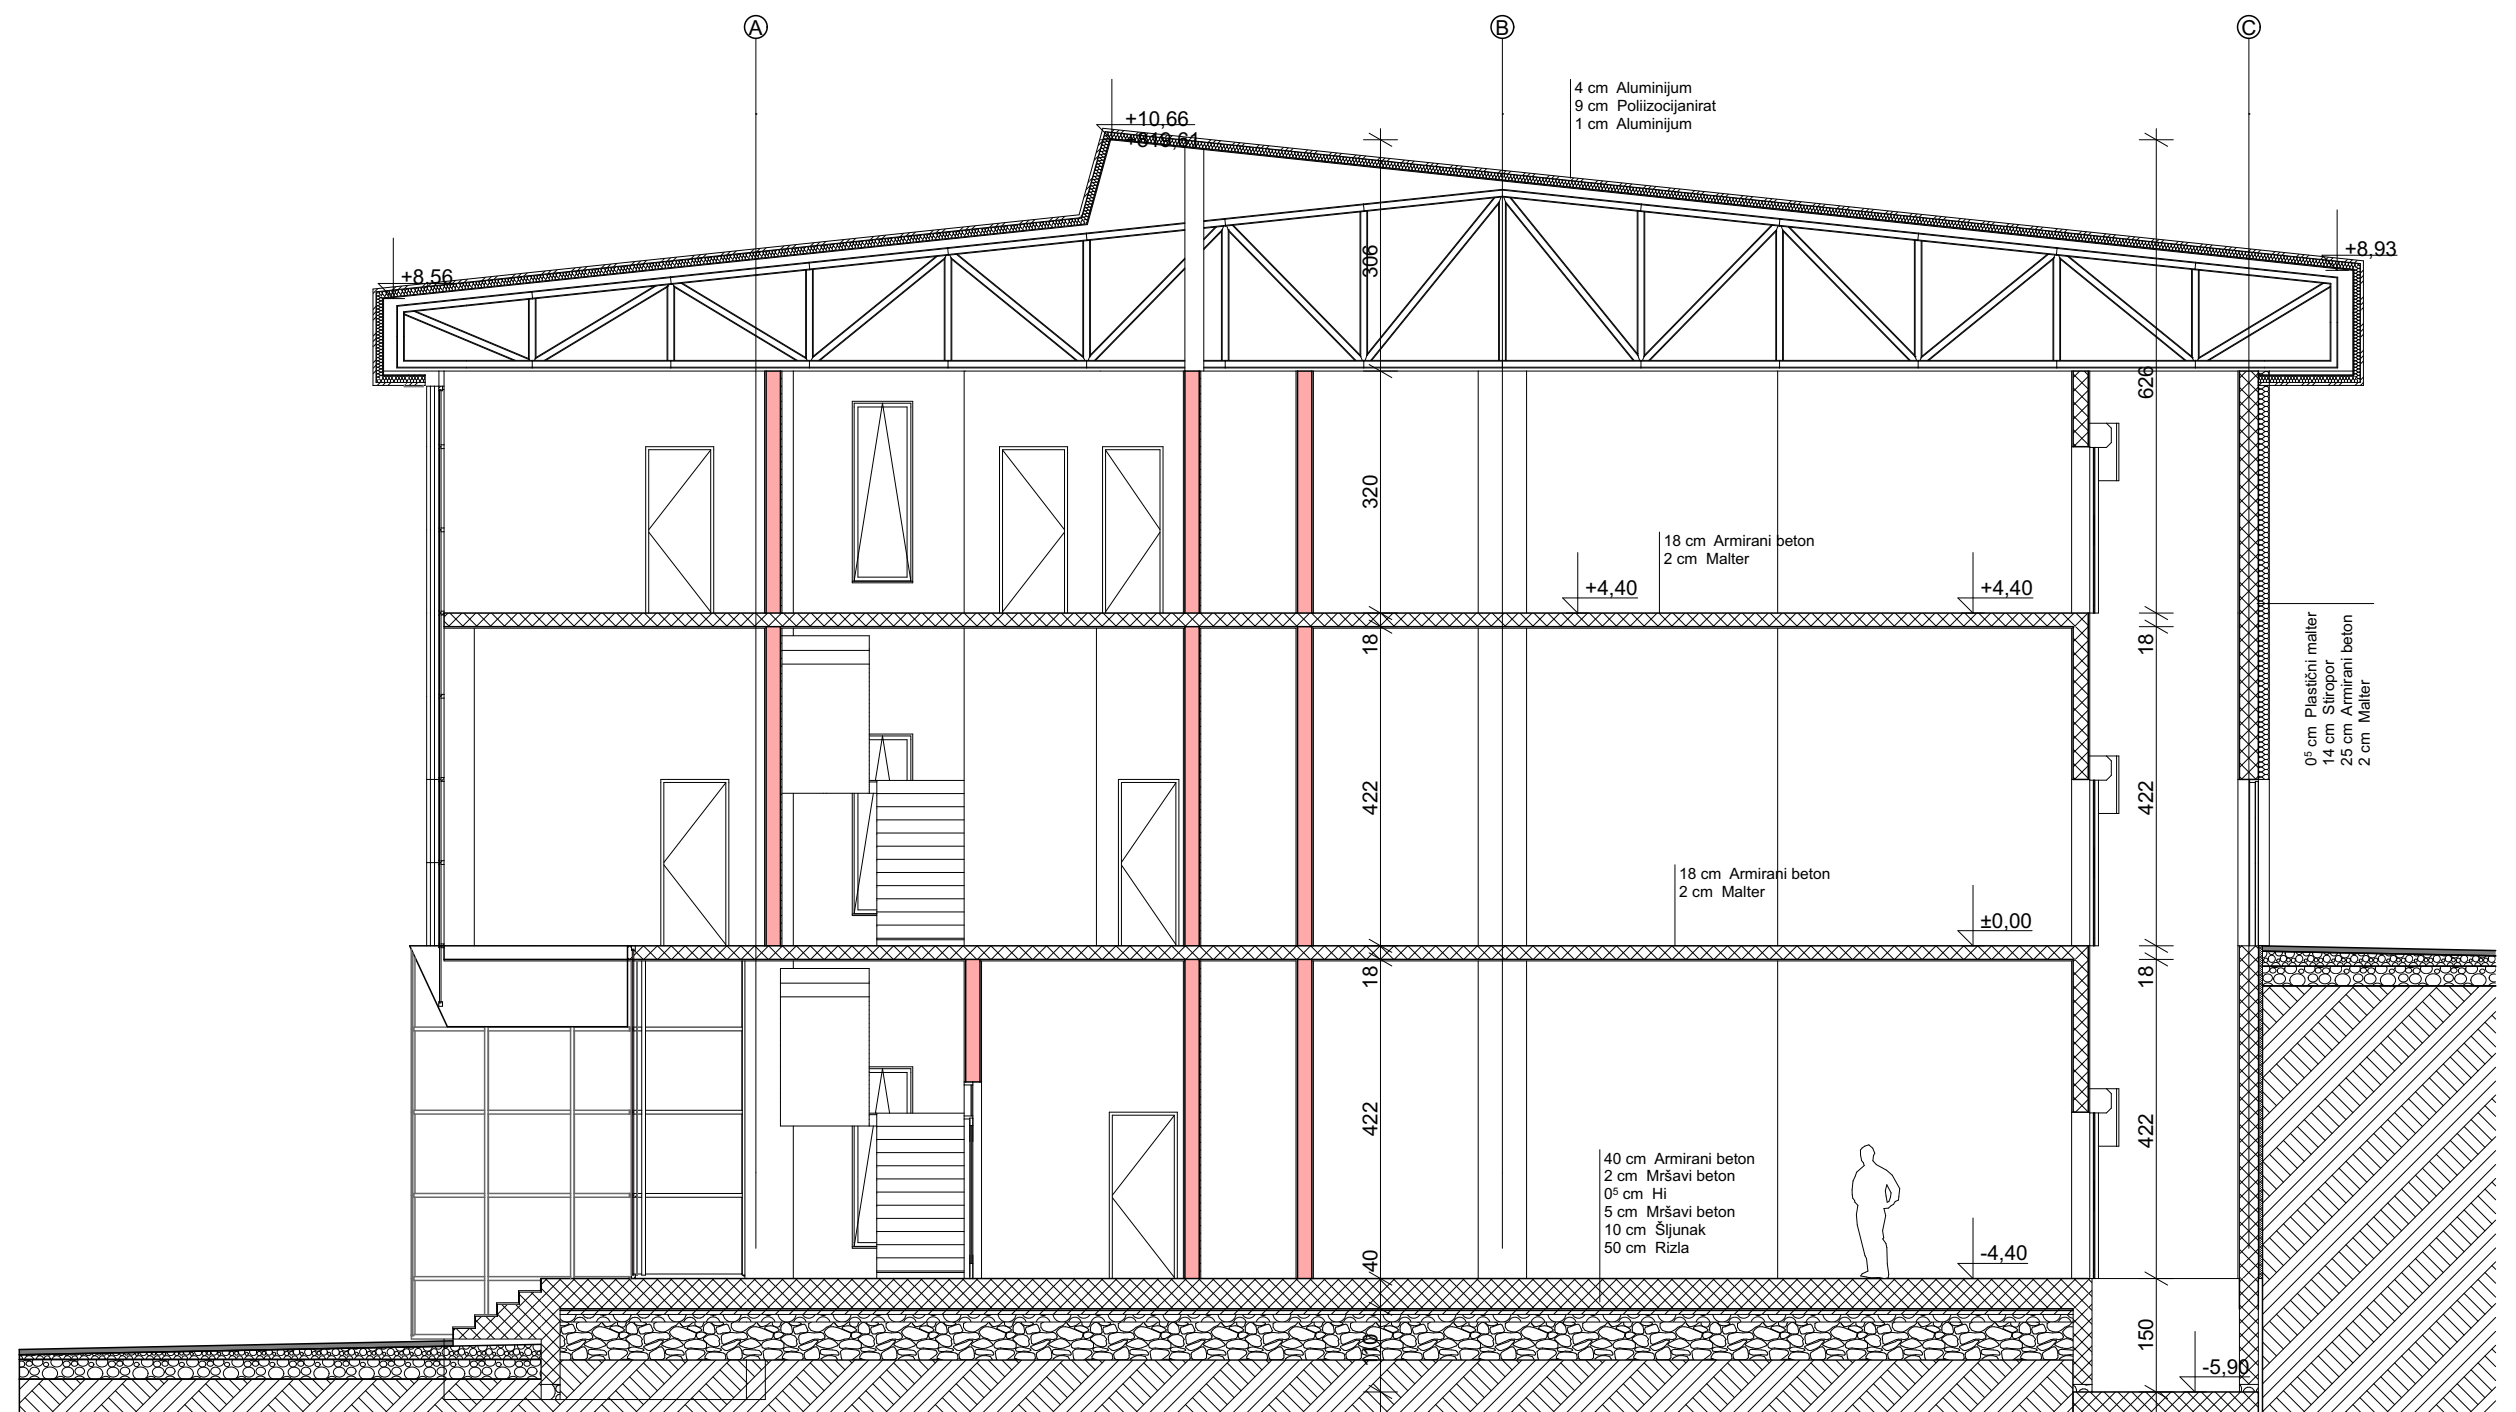 A
B
C
4 cm Aluminijum
9 cm Poliizocijanirat
1 cm Aluminijum
+10,66
+819,61
+8,56
+8,93
306
626
320
18 cm Armirani beton
2 cm Malter
+4,40
+4,40
18
18
0⁵ cm Plastični malter
14 cm Stiropor
25 cm Armirani beton
2 cm Malter
422
422
18 cm Armirani beton
2 cm Malter
±0,00
18
18
422
422
40 cm Armirani beton
2 cm Mršavi beton
0⁵ cm Hi
5 cm Mršavi beton
10 cm Šljunak
50 cm Rizla
-4,40
40
110
150
-5,90